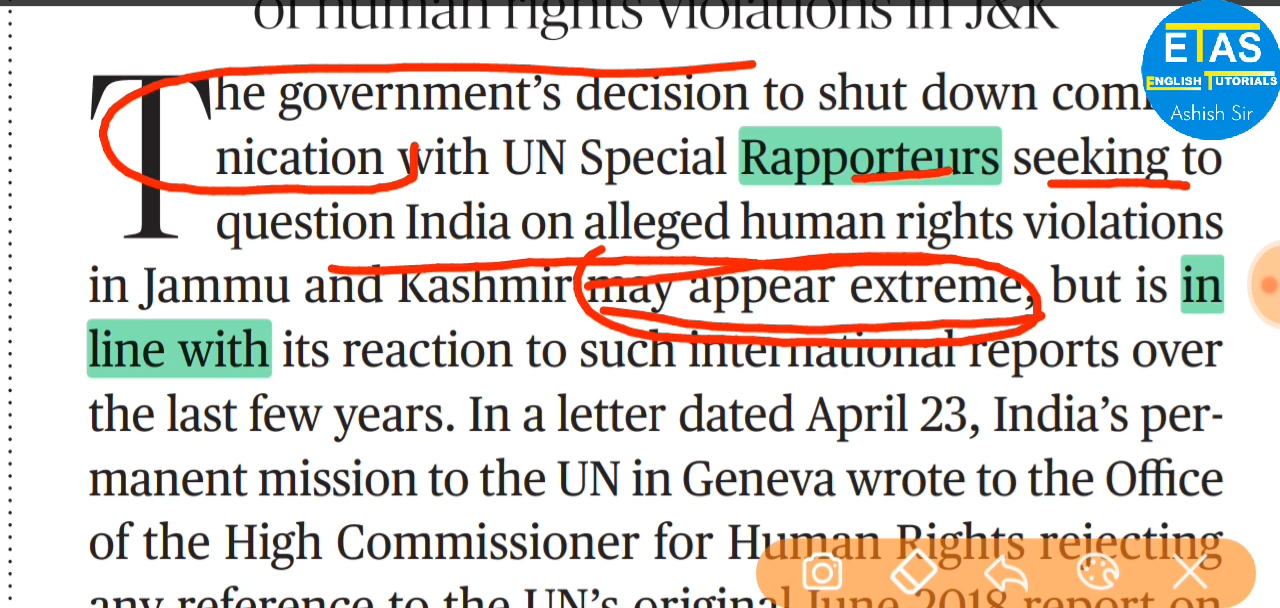 of human rights violations in J&K
The government's decision to shut down com
nication with UN Special Rapporteurs seeking to
question India on alleged human rights violations
in Jammu and Kashmir may appear extreme, but is in
line with its reaction to such international reports over
the last few years. In a letter dated April 23, India's per-
manent mission to the UN in Geneva wrote to the Office
of the High Commissioner for Human Rights rejecting
any reference to the UN's original June 2018 report on
ETAS
ENGLISH TUTORIALS
Ashish Sir